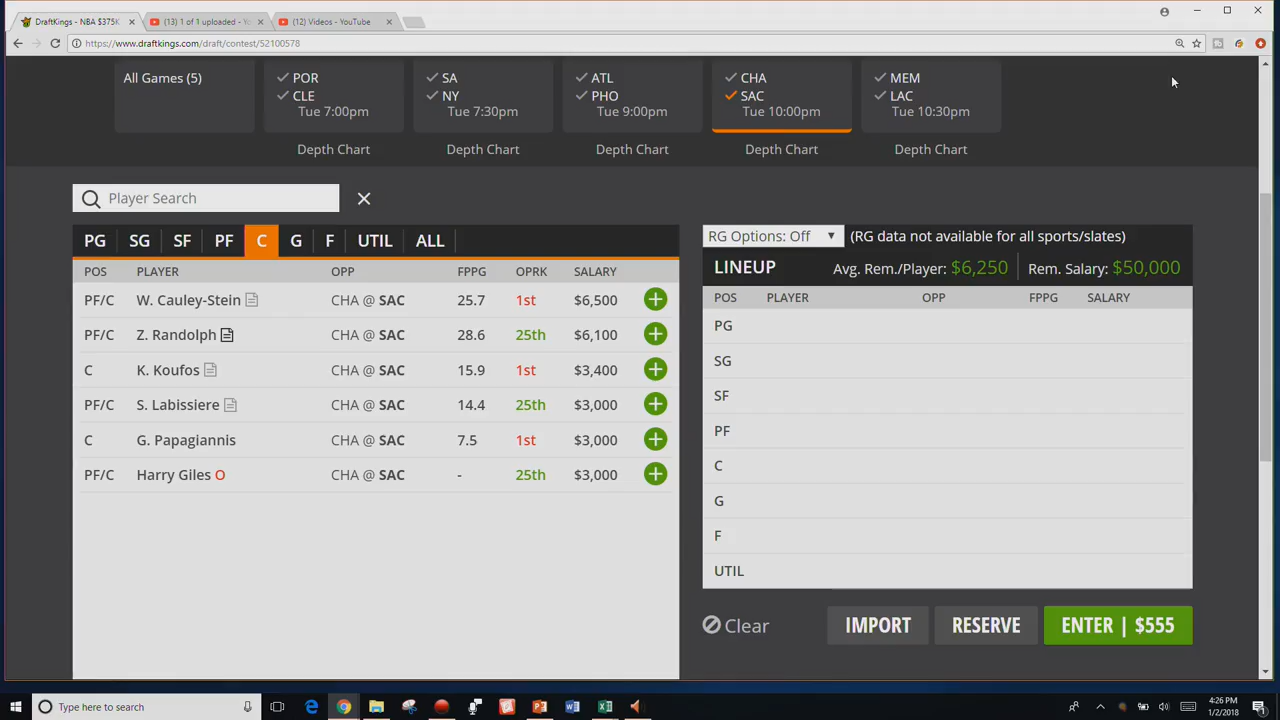 DraftKings - NBA $375K × (13) 1 of 1 uploaded - Yo × (12) Videos - YouTube ×
https://www.draftkings.com/draft/contest/52100578
All Games (5)
POR
CLE
Tue 7:00pm
SA
NY
Tue 7:30pm
ATL
PHO
Tue 9:00pm
CHA
SAC
Tue 10:00pm
MEM
LAC
Tue 10:30pm
Depth Chart Depth Chart Depth Chart Depth Chart Depth Chart
Player Search
PG SG SF PF C G F UTIL ALL
POS PLAYER OPP FPPG OPRK SALARY
PF/C W. Cauley-Stein CHA @ SAC 25.7 1st $6,500
PF/C Z. Randolph CHA @ SAC 28.6 25th $6,100
C K. Koufos CHA @ SAC 15.9 1st $3,400
PF/C S. Labissiere CHA @ SAC 14.4 25th $3,000
C G. Papagiannis CHA @ SAC 7.5 1st $3,000
PF/C Harry Giles O CHA @ SAC - 25th $3,000
RG Options: Off (RG data not available for all sports/slates)
LINEUP Avg. Rem./Player: $6,250 Rem. Salary: $50,000
POS PLAYER OPP FPPG SALARY
PG
SG
SF
PF
C
G
F
UTIL
Clear IMPORT RESERVE ENTER | $555
Type here to search
4:26 PM
1/2/2018